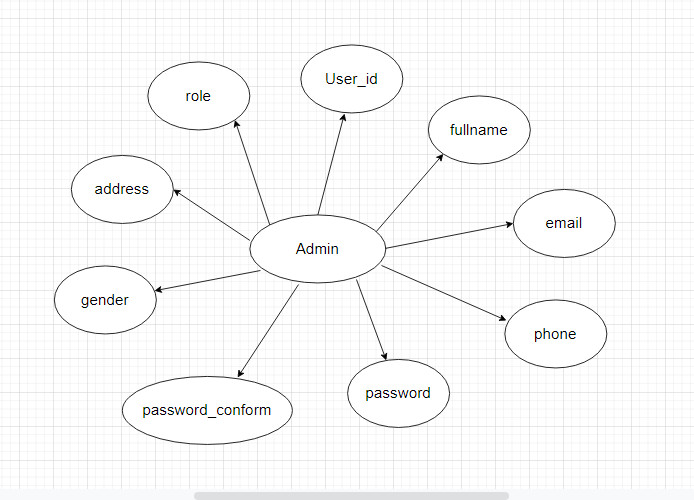 User_id
role
fullname
address
email
Admin
gender
phone
password
password_conform